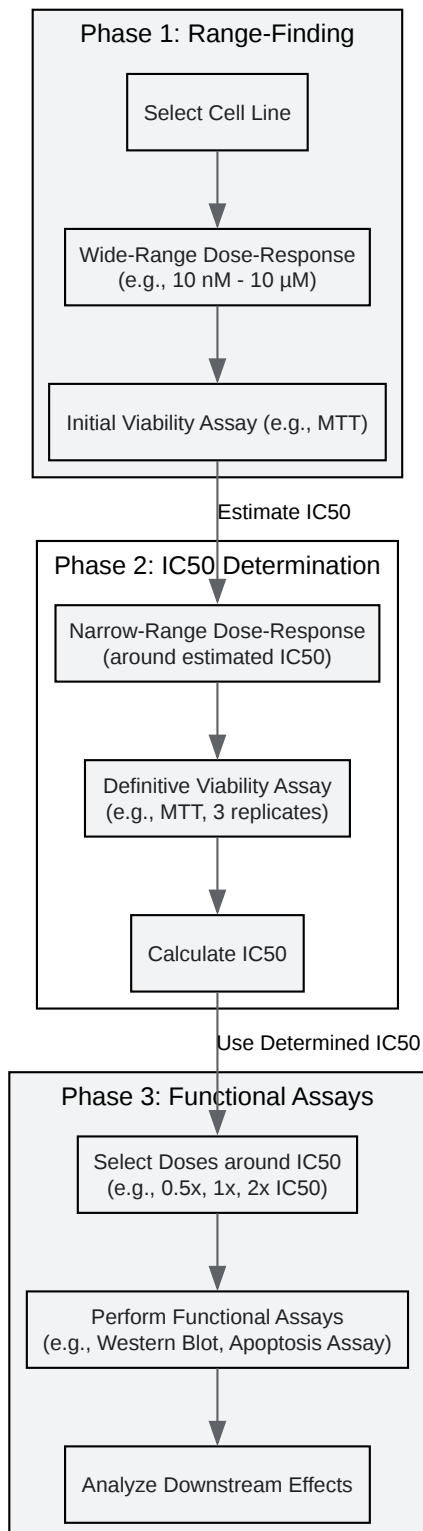 Phase 1: Range-Finding
Select Cell Line
Wide-Range Dose-Response
(e.g., 10 nM - 10 µM)
Initial Viability Assay (e.g., MTT)
Estimate IC50
Phase 2: IC50 Determination
Narrow-Range Dose-Response
(around estimated IC50)
Definitive Viability Assay
(e.g., MTT, 3 replicates)
Calculate IC50
Use Determined IC50
Phase 3: Functional Assays
Select Doses around IC50
(e.g., 0.5x, 1x, 2x IC50)
Perform Functional Assays
(e.g., Western Blot, Apoptosis Assay)
Analyze Downstream Effects